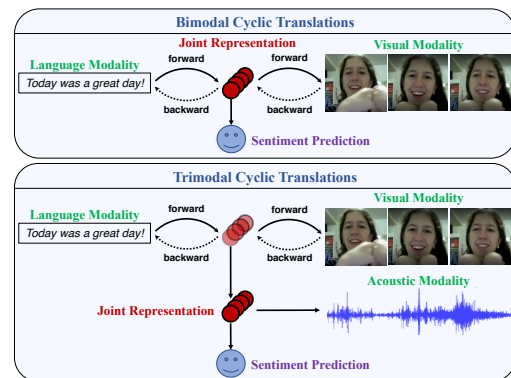 Bimodal Cyclic Translations
Joint Representation
Visual Modality
Language Modality
forward
forward
Today was a great day!
backward
backward
Sentiment Prediction
Trimodal Cyclic Translations
Visual Modality
Language Modality
forward
forward
Today was a great day!
backward
backward
Acoustic Modality
Joint Representation
Sentiment Prediction